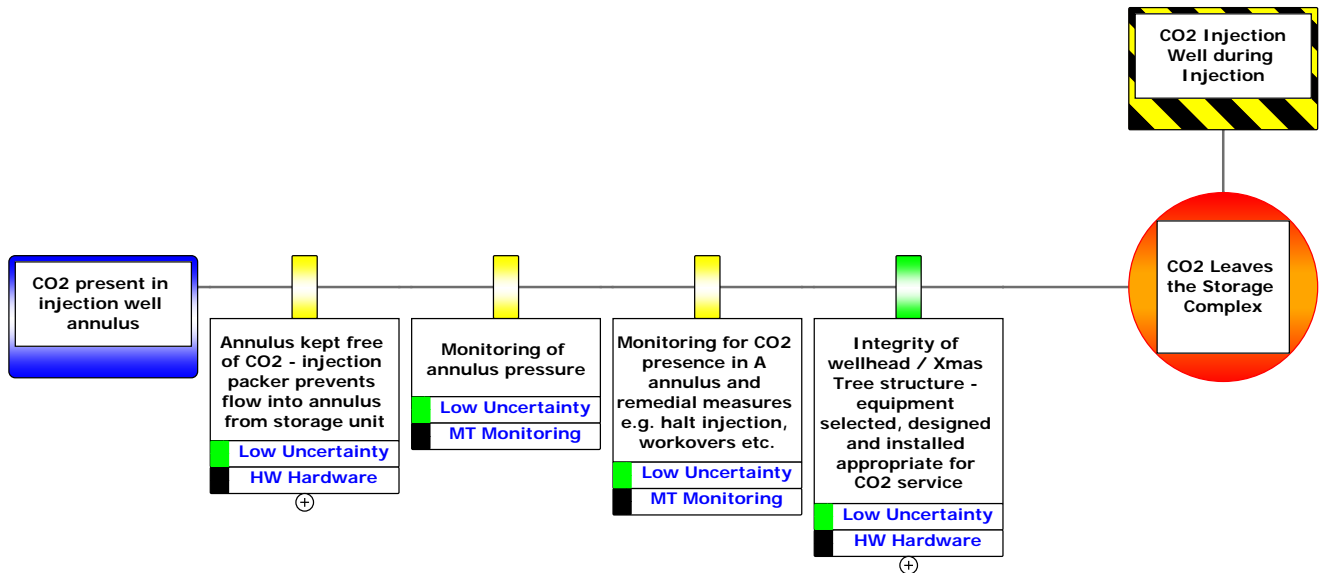 CO2 Injection
Well during
Injection
CO2 present in
injection well
annulus
CO2 Leaves
the Storage
Complex
Annulus kept free
of CO2 - injection
packer prevents
flow into annulus
from storage unit
Low Uncertainty
HW Hardware
Monitoring of
annulus pressure
Low Uncertainty
MT Monitoring
Monitoring for CO2
presence in A
annulus and
remedial measures
e.g. halt injection,
workovers etc.
Low Uncertainty
MT Monitoring
Integrity of
wellhead / Xmas
Tree structure -
equipment
selected, designed
and installed
appropriate for
CO2 service
Low Uncertainty
HW Hardware